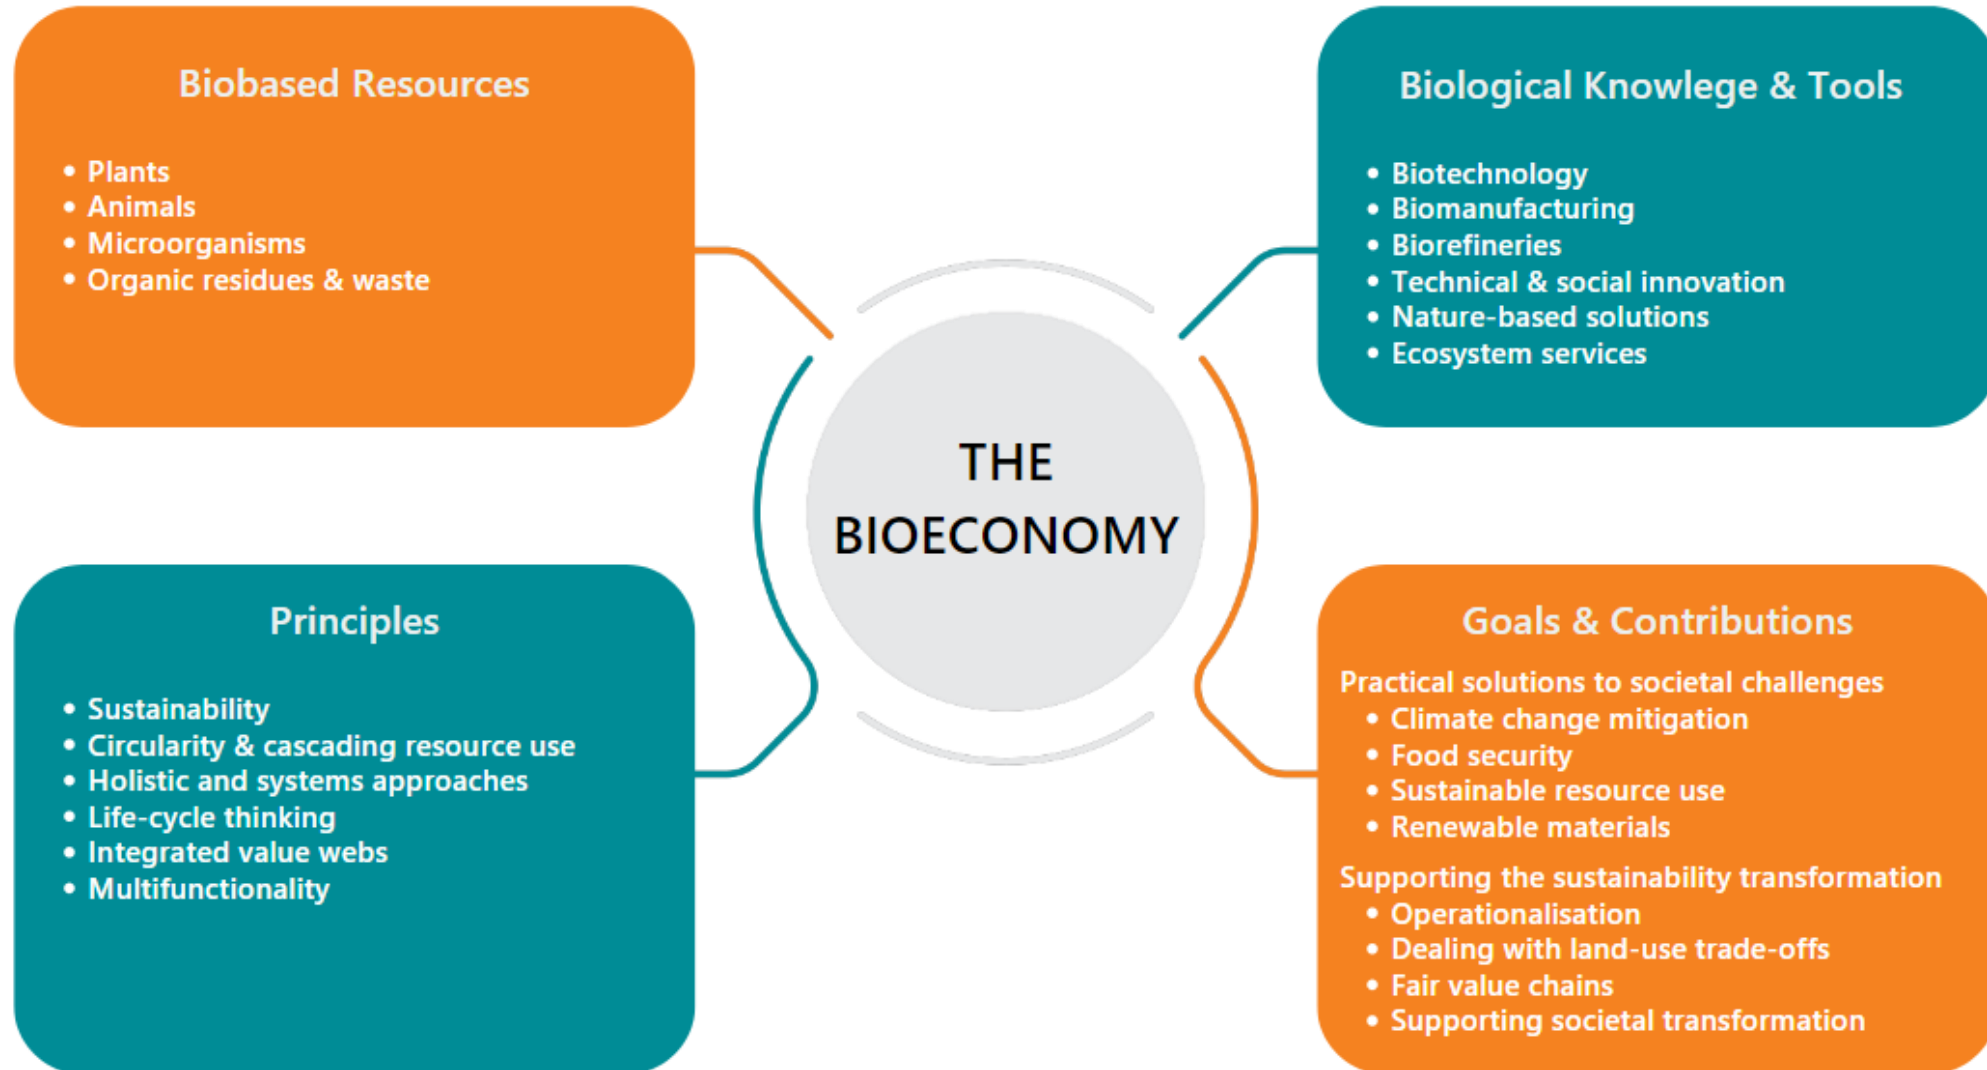 Biobased Resources
• Plants
• Animals
• Microorganisms
• Organic residues & waste
Biological Knowlege & Tools
• Biotechnology
• Biomanufacturing
• Biorefineries
• Technical & social innovation
• Nature-based solutions
• Ecosystem services
THE
BIOECONOMY
Principles
• Sustainability
• Circularity & cascading resource use
• Holistic and systems approaches
• Life-cycle thinking
• Integrated value webs
• Multifunctionality
Goals & Contributions
Practical solutions to societal challenges
• Climate change mitigation
• Food security
• Sustainable resource use
• Renewable materials
Supporting the sustainability transformation
• Operationalisation
• Dealing with land-use trade-offs
• Fair value chains
• Supporting societal transformation